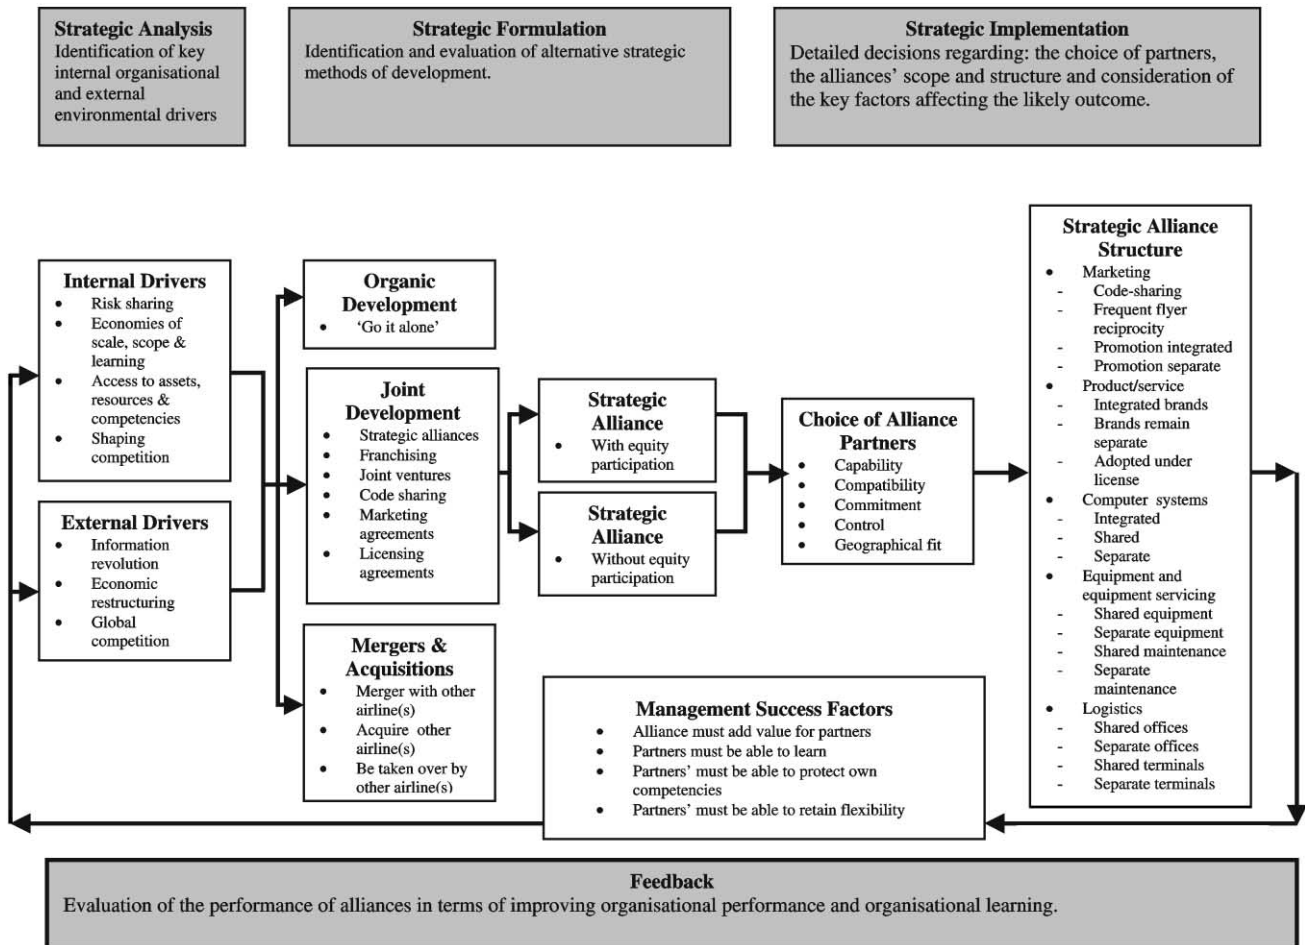 Strategic Analysis
Identification of key
internal organisational
and external
environmental drivers
Strategic Formulation
Identification and evaluation of alternative strategic
methods of development.
Strategic Implementation
Detailed decisions regarding: the choice of partners,
the alliances' scope and structure and consideration of
the key factors affecting the likely outcome.
Internal Drivers
• Risk sharing
• Economies of
scale, scope &
learning
• Access to assets,
resources &
competencies
• Shaping
competition
External Drivers
• Information
revolution
• Economic
restructuring
• Global
competition
Organic
Development
• 'Go it alone'
Joint
Development
• Strategic alliances
• Franchising
• Joint ventures
• Code sharing
• Marketing
agreements
• Licensing
agreements
Mergers &
Acquisitions
• Merger with other
airline(s)
• Acquire other
airline(s)
• Be taken over by
other airline(s)
Strategic
Alliance
• With equity
participation
Strategic
Alliance
• Without equity
participation
Choice of Alliance
Partners
• Capability
• Compatibility
• Commitment
• Control
• Geographical fit
Strategic Alliance
Structure
• Marketing
- Code-sharing
- Frequent flyer
reciprocity
- Promotion integrated
- Promotion separate
• Product/service
- Integrated brands
- Brands remain
separate
- Adopted under
license
• Computer systems
- Integrated
- Shared
- Separate
• Equipment and
equipment servicing
- Shared equipment
- Separate equipment
- Shared maintenance
- Separate
maintenance
• Logistics
- Shared offices
- Separate offices
- Shared terminals
- Separate terminals
Management Success Factors
• Alliance must add value for partners
• Partners must be able to learn
• Partners' must be able to protect own
competencies
• Partners' must be able to retain flexibility
Feedback
Evaluation of the performance of alliances in terms of improving organisational performance and organisational learning.